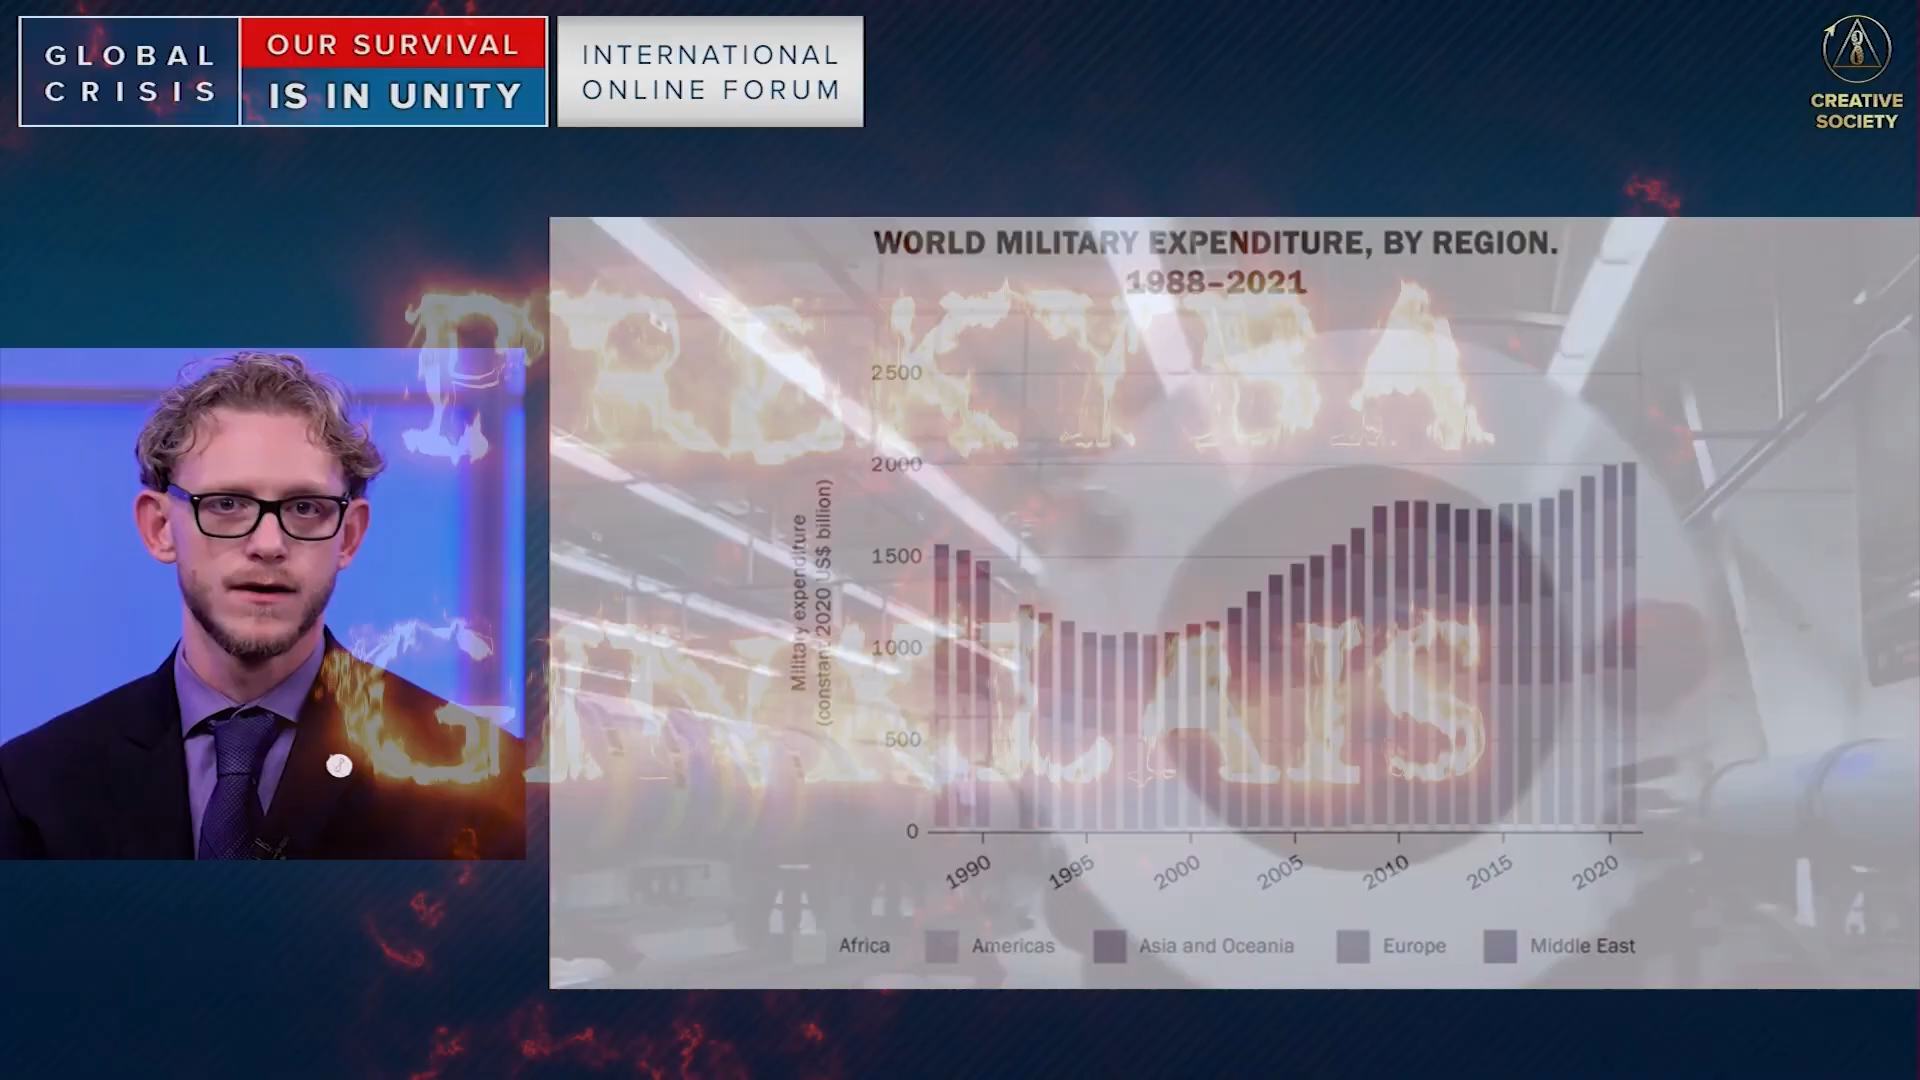 GLOBAL
CRISIS
OUR SURVIVAL
IS IN UNITY
INTERNATIONAL
ONLINE FORUM
CREATIVE
SOCIETY
WORLD MILITARY EXPENDITURE, BY REGION.
1988–2021
Military expenditure
(constant 2020 US$ billion)
2500
2000
1500
1000
500
0
1990
1995
2000
2005
2010
2015
2020
Africa
Americas
Asia and Oceania
Europe
Middle East